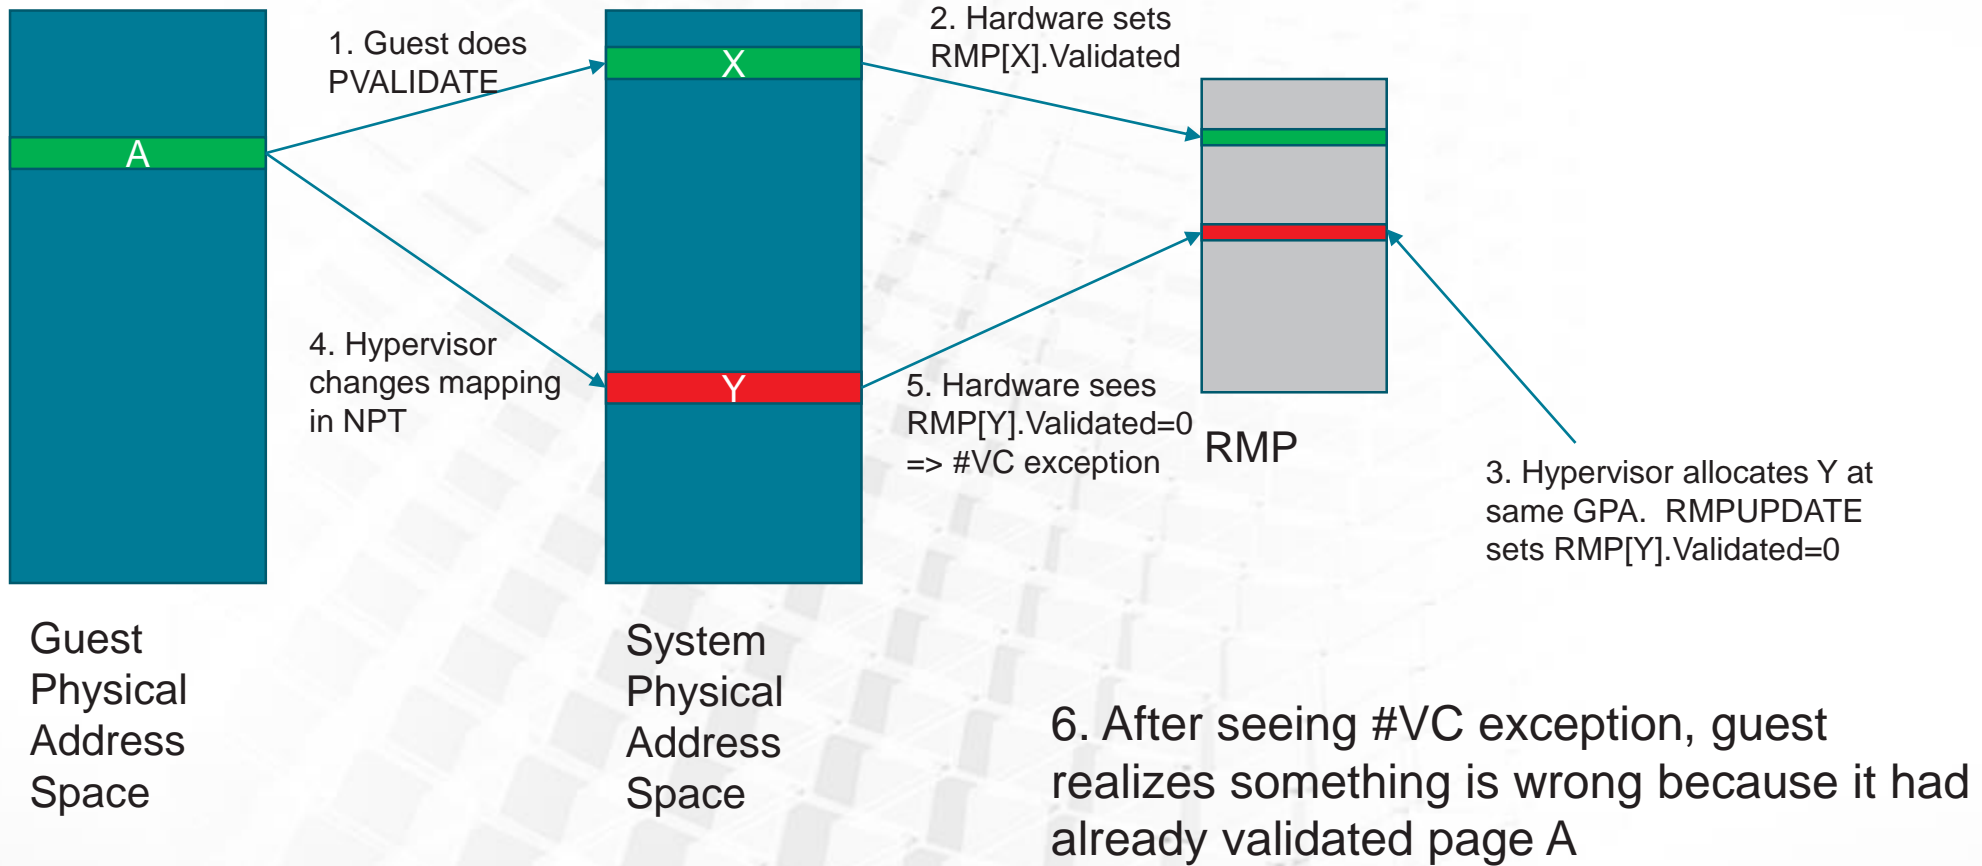 1. Guest does
PVALIDATE
2. Hardware sets
RMP[X].Validated
X
A
4. Hypervisor
changes mapping
in NPT
Y
5. Hardware sees
RMP[Y].Validated=0
=> #VC exception
RMP
3. Hypervisor allocates Y at
same GPA. RMPUPDATE
sets RMP[Y].Validated=0
Guest
Physical
Address
Space
System
Physical
Address
Space
6. After seeing #VC exception, guest
realizes something is wrong because it had
already validated page A